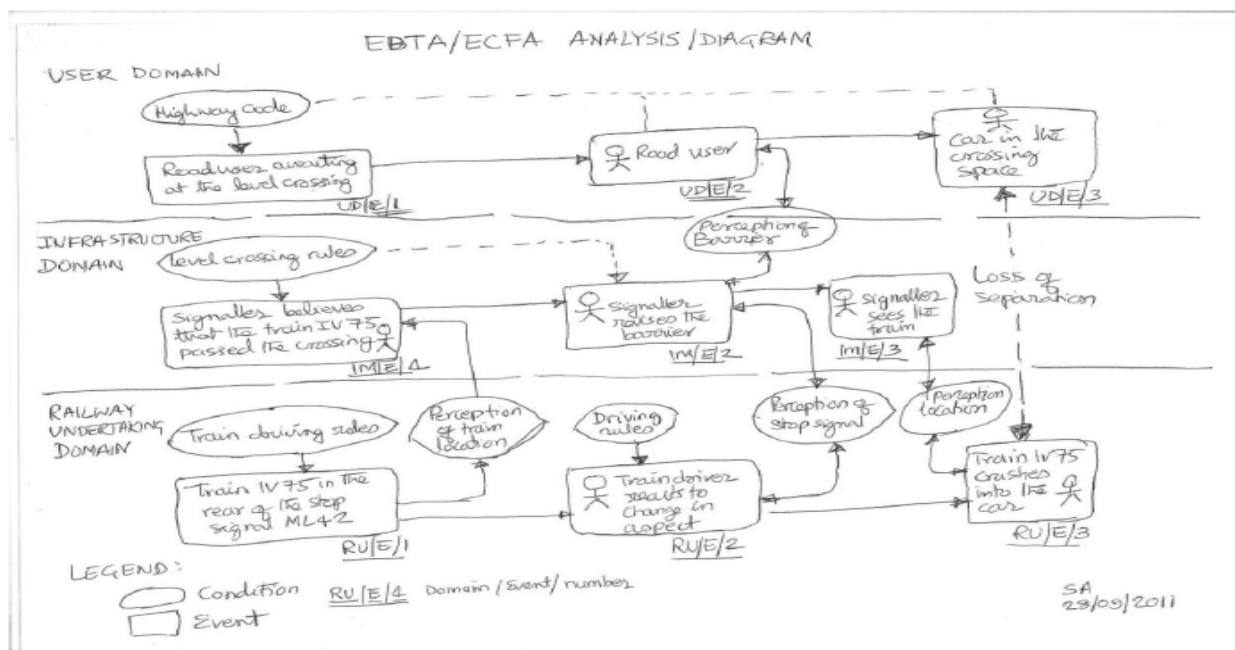 EBTA/ECFA ANALYSIS/DIAGRAM
USER DOMAIN
Highway code
Road user awaiting
at the level crossing
UD/E/1
Road user
UD/E/2
car in the
crossing
space
UD/E/3
INFRASTRUCTURE
DOMAIN
level crossing rules
Perception of
Barrier
signaller believes
that the train IV75
passed the crossing
IM/E/1
signaller
raises the
barrier
IM/E/2
signaller
sees the
train
IM/E/3
Loss of
separation
RAILWAY
UNDERTAKING
DOMAIN
Train driving rules
Perception
of train
location
Driving
rules
Perception of
stop signal
Perception
location
Train IV75 in the
rear of the stop
signal ML42
RU/E/1
Train driver
reacts to
change in
aspect
RU/E/2
Train IV75
crushes
into the
car
RU/E/3
LEGEND:
Condition
RU/E/1 Domain/Event/number
Event
SA
28/09/2011